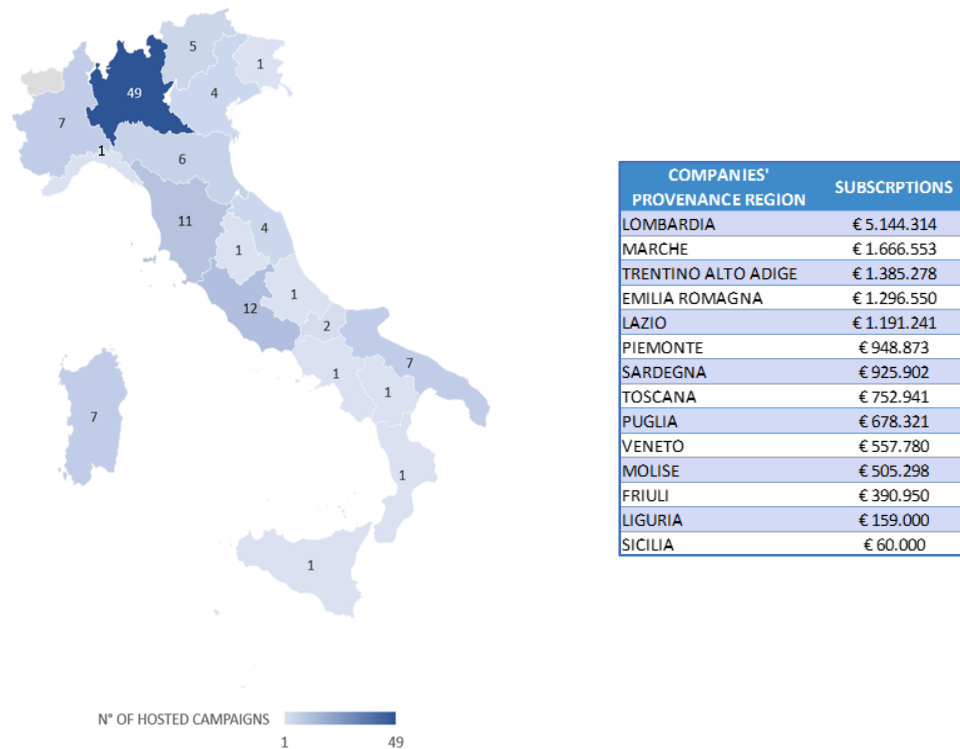 5
1
49
4
7
1
6
11
4
1
1
12
2
1
7
1
7
1
1
N° OF HOSTED CAMPAIGNS
1 49
COMPANIES' PROVENANCE REGION SUBSCRPTIONS
LOMBARDIA € 5.144.314
MARCHE € 1.666.553
TRENTINO ALTO ADIGE € 1.385.278
EMILIA ROMAGNA € 1.296.550
LAZIO € 1.191.241
PIEMONTE € 948.873
SARDEGNA € 925.902
TOSCANA € 752.941
PUGLIA € 678.321
VENETO € 557.780
MOLISE € 505.298
FRIULI € 390.950
LIGURIA € 159.000
SICILIA € 60.000